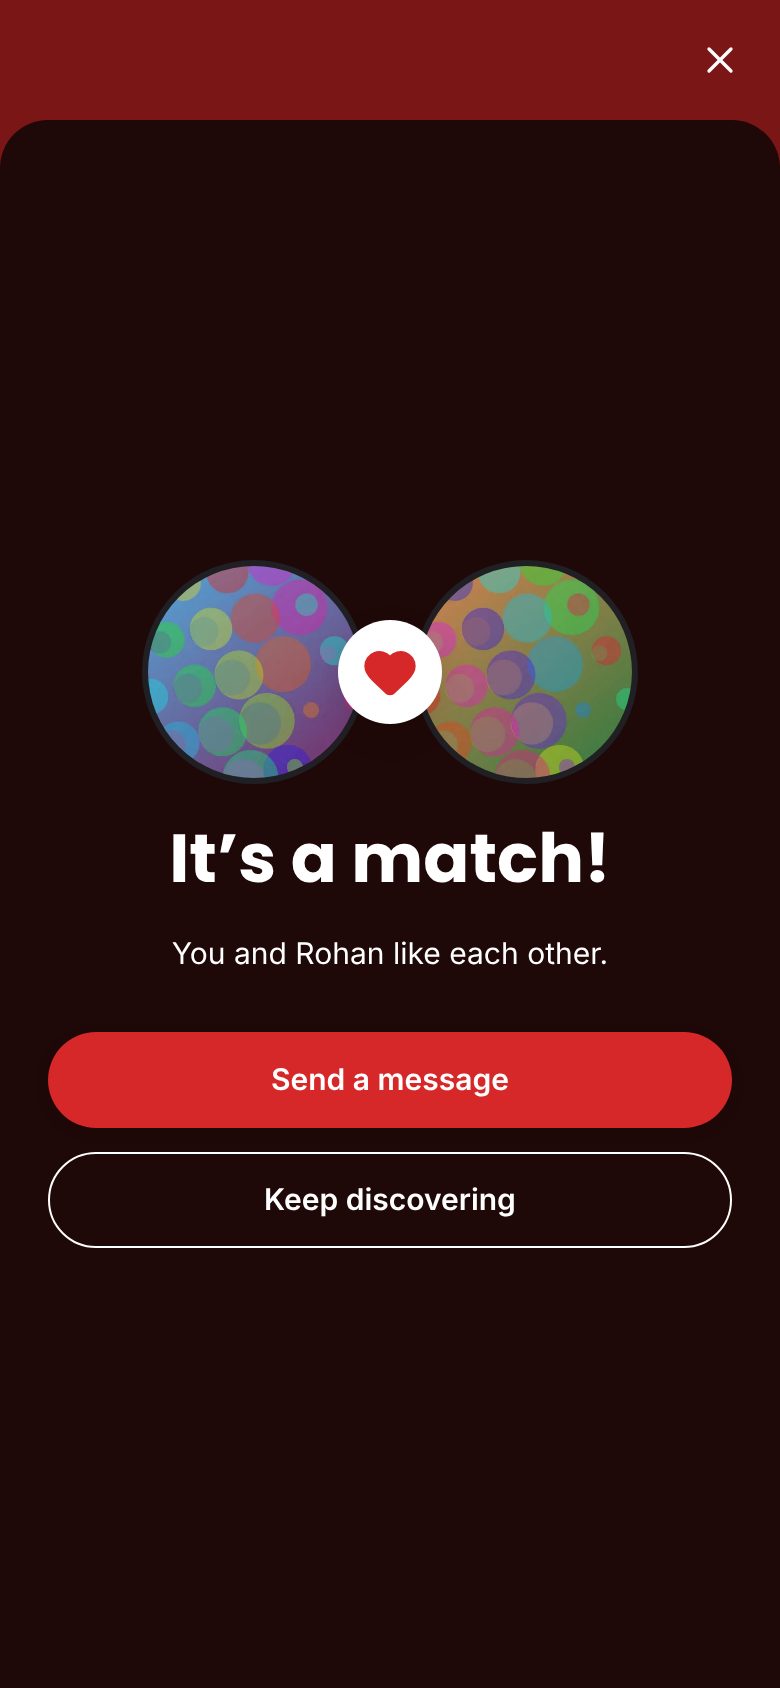 It’s a match!
You and Rohan like each other.
Send a message
Keep discovering